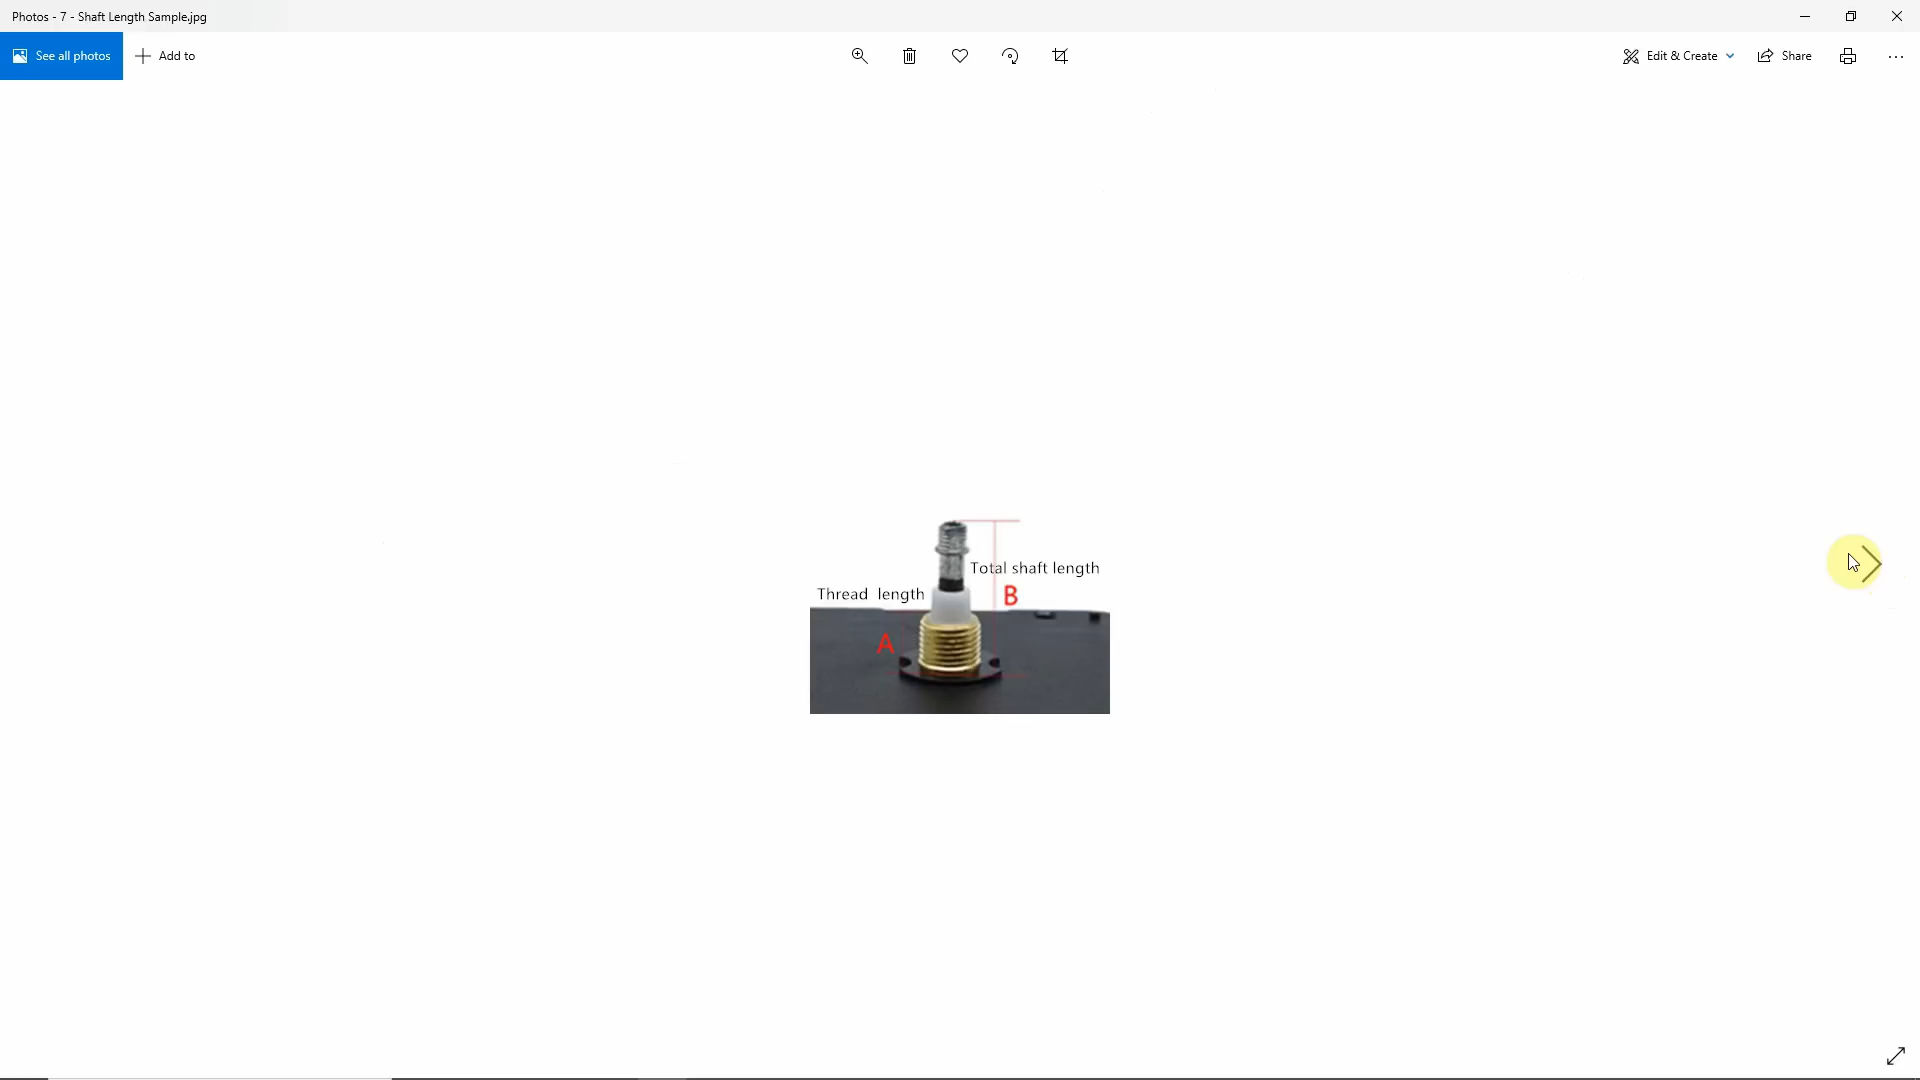 Photos - 7 - Shaft Length Sample.jpg
See all photos
Add to
Edit & Create
Share
Total shaft length
Thread length
B
A